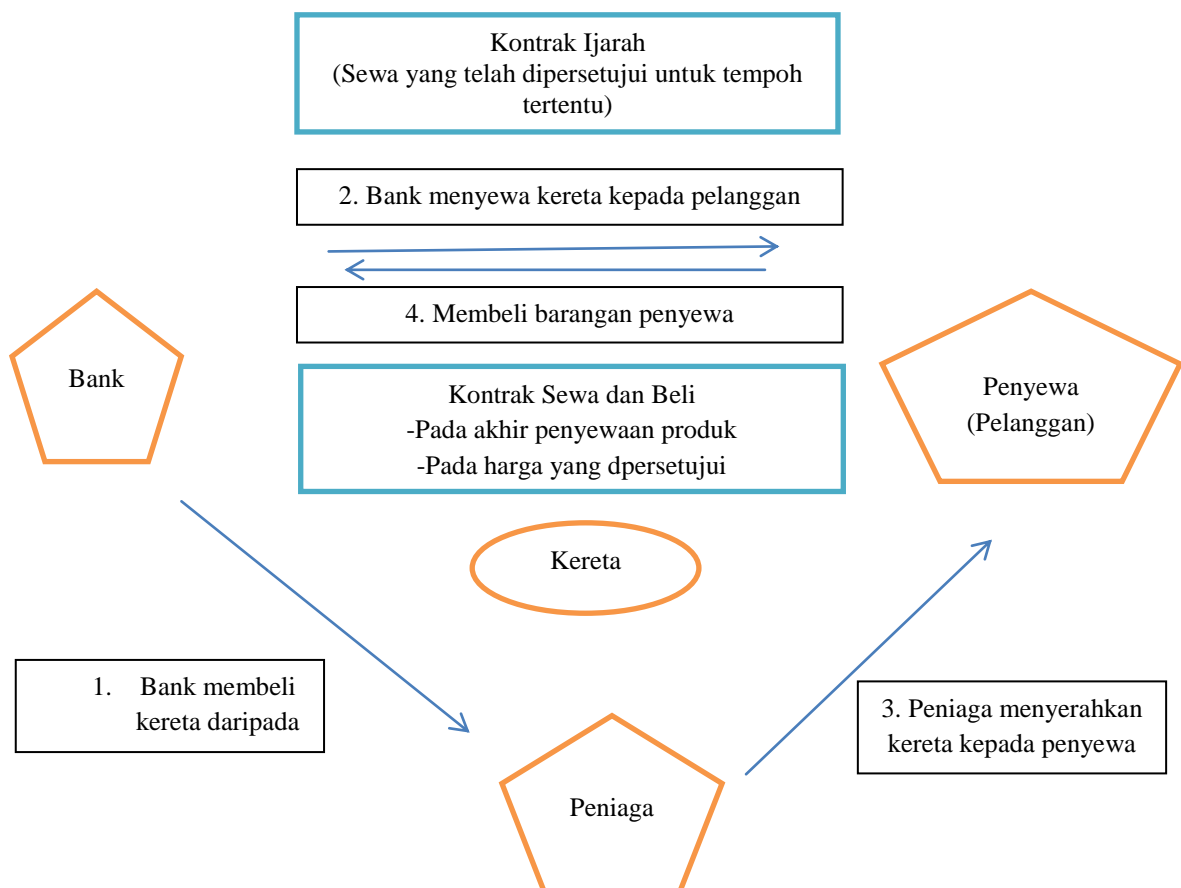 Kontrak Ijarah
(Sewa yang telah dipersetujui untuk tempoh
tertentu)
2. Bank menyewa kereta kepada pelanggan
4. Membeli barangan penyewa
Bank
Kontrak Sewa dan Beli
-Pada akhir penyewaan produk
-Pada harga yang dpersetujui
Penyewa
(Pelanggan)
Kereta
1. Bank membeli
kereta daripada
3. Peniaga menyerahkan
kereta kepada penyewa
Peniaga